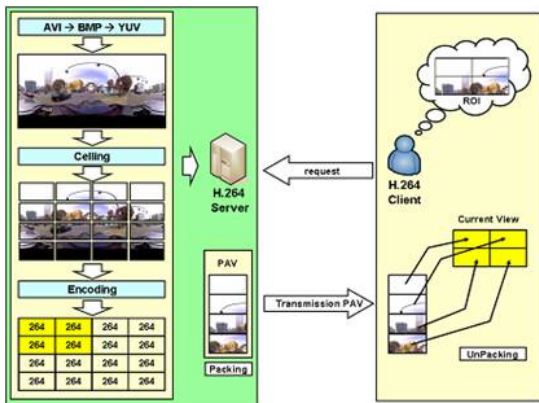 AVI → BMP → YUV
Celling
Encoding
264 264 264 264
264 264 264 264
264 264 264 264
264 264 264 264
H.264
Server
PAV
Packing
request
Transmission PAV
ROI
H.264
Client
Current View
UnPacking